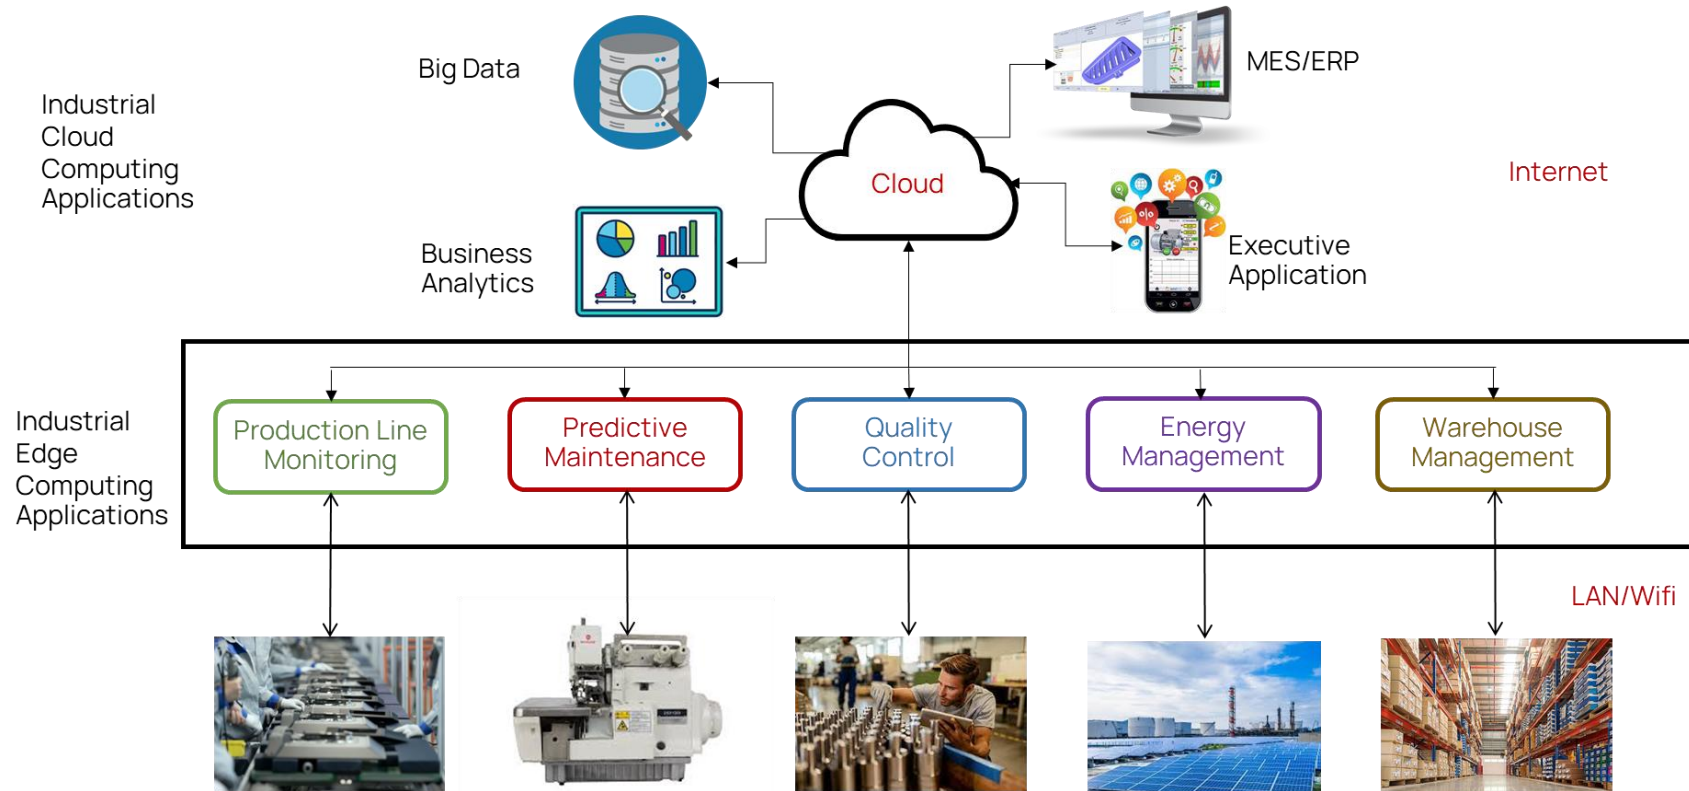 Big Data
MES/ERP
Industrial
Cloud
Computing
Applications
Cloud
Internet
Business
Analytics
Executive
Application
Industrial
Edge
Computing
Applications
Production Line
Monitoring
Predictive
Maintenance
Quality
Control
Energy
Management
Warehouse
Management
LAN/Wifi